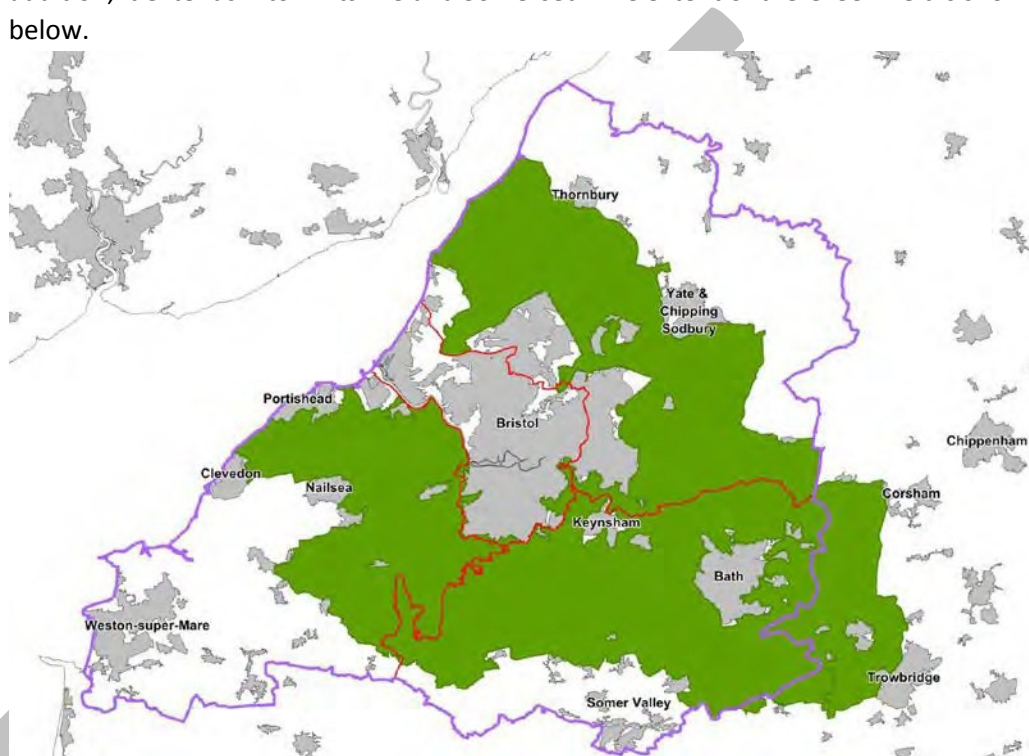 below.
Thornbury
Yate &
Chipping
Sodbury
Portishead
Bristol
Chippenham
Clevedon
Nailsea
Corsham
Keynsham
Bath
Weston-super-Mare
Trowbridge
Somer Valley